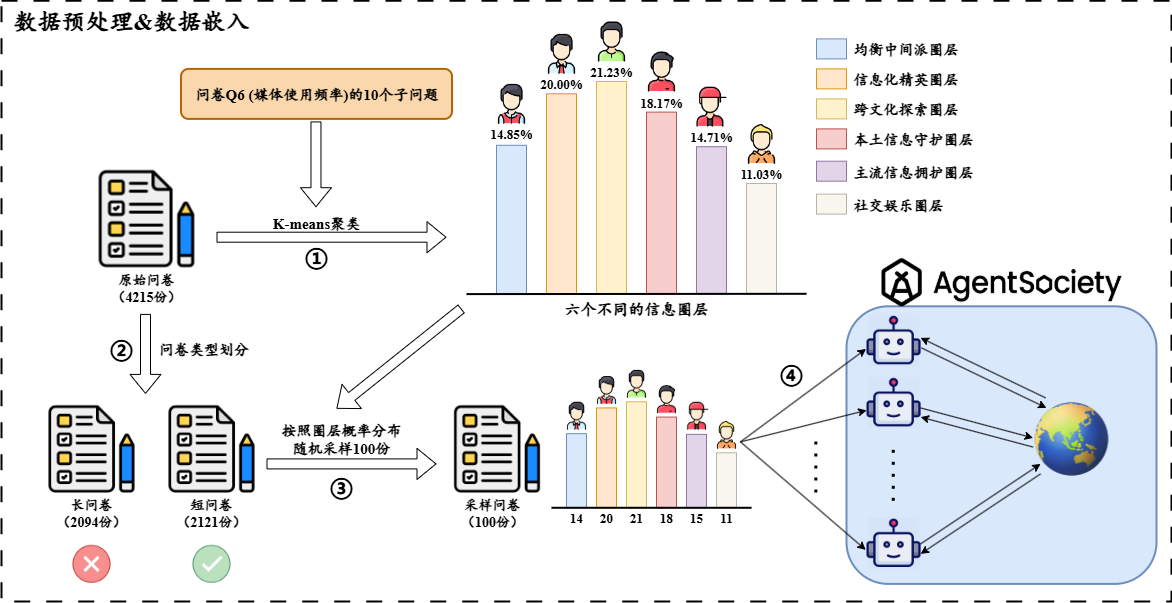 数据预处理&数据嵌入
问卷Q6 (媒体使用频率)的10个子问题
K-means聚类
①
原始问卷
(4215份)
②
问卷类型划分
长问卷
(2094份)
短问卷
(2121份)
按照圈层概率分布
随机采样100份
③
采样问卷
(100份)
14.85%
20.00%
21.23%
18.17%
14.71%
11.03%
六个不同的信息圈层
均衡中间派圈层
信息化精英圈层
跨文化探索圈层
本土信息守护圈层
主流信息拥护圈层
社交娱乐圈层
14
20
21
18
15
11
④
AgentSociety